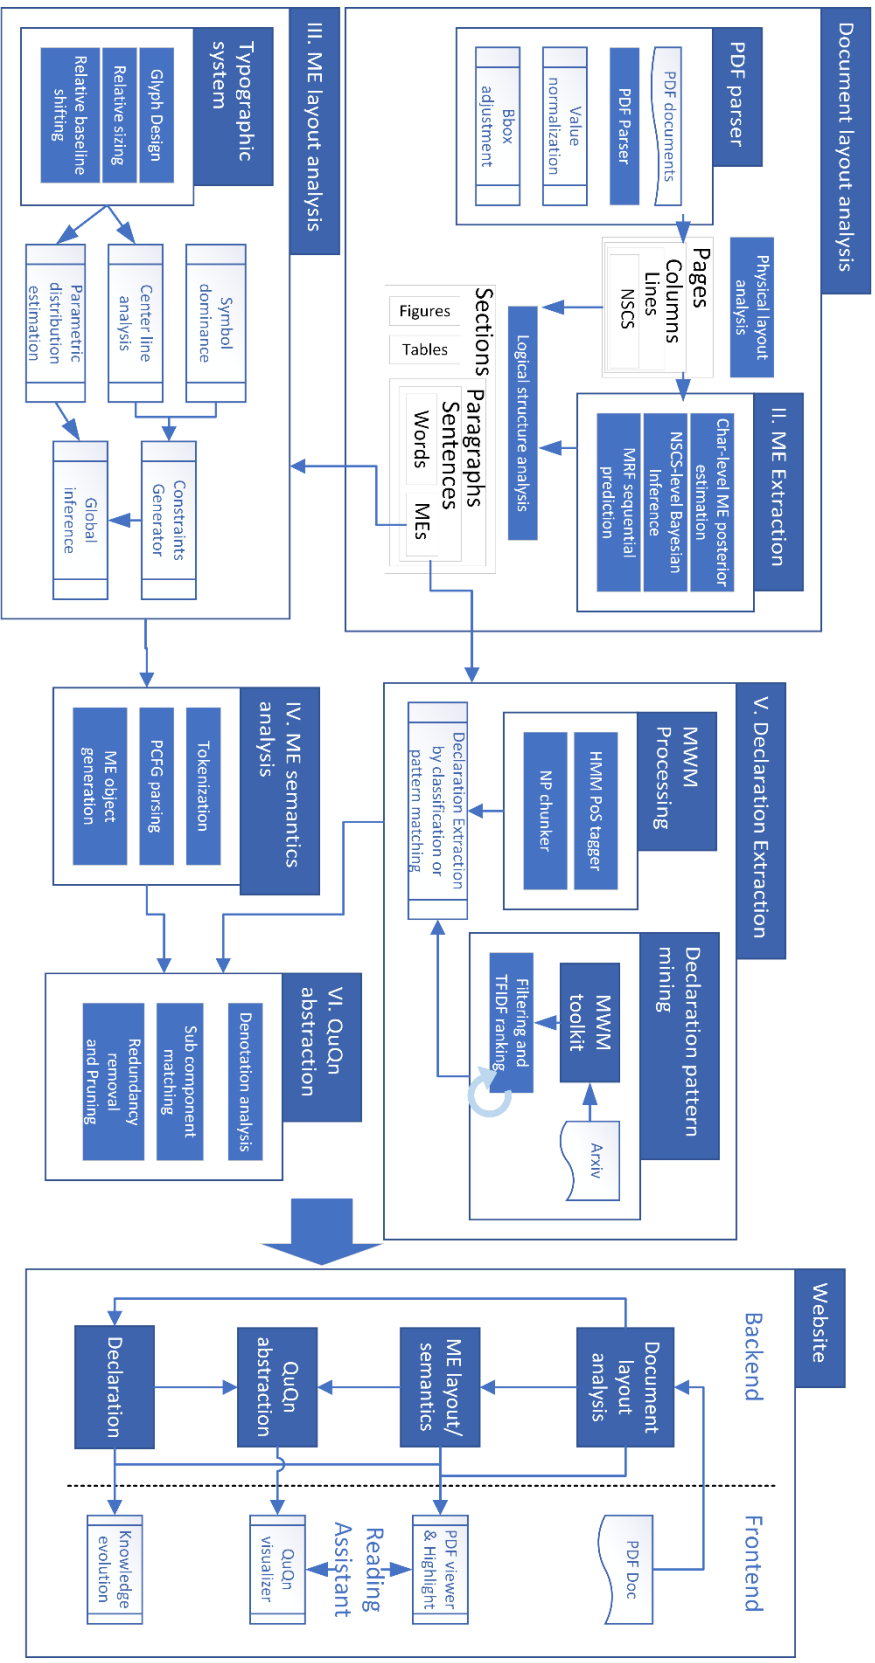 Document layout analysis
PDF parser
PDF documents
PDF Parser
Value
normalization
Bbox
adjustment
Physical layout
analysis
Pages
Columns
Lines
NSCS
II. ME Extraction
Char-level ME posterior
estimation
NSCS-level Bayesian
Inference
MRF sequential
prediction
Logical structure analysis
Sections
Figures
Tables
Paragraphs
Sentences
Words
MEs
III. ME layout analysis
Typographic
system
Glyph Design
Relative sizing
Relative baseline
shifting
Symbol
dominance
Center line
analysis
Parametric
distribution
estimation
Constraints
Generator
Global
inference
V. Declaration Extraction
MWM
Processing
HMM PoS tagger
NP chunker
Declaration Extraction
by classification or
pattern matching
Declaration pattern
mining
MWM
toolkit
Arxiv
Filtering and
TFIDF ranking
IV. ME semantics
analysis
Tokenization
PCFG parsing
ME object
generation
VI. QuQn
abstraction
Denotation analysis
Sub component
matching
Redundancy
removal
and Pruning
Website
Backend
Frontend
Document
layout
analysis
PDF Doc
ME layout/
semantics
PDF viewer
& Highlight
Reading
Assistant
QuQn
abstraction
QuQn
visualizer
Declaration
Knowledge
evolution